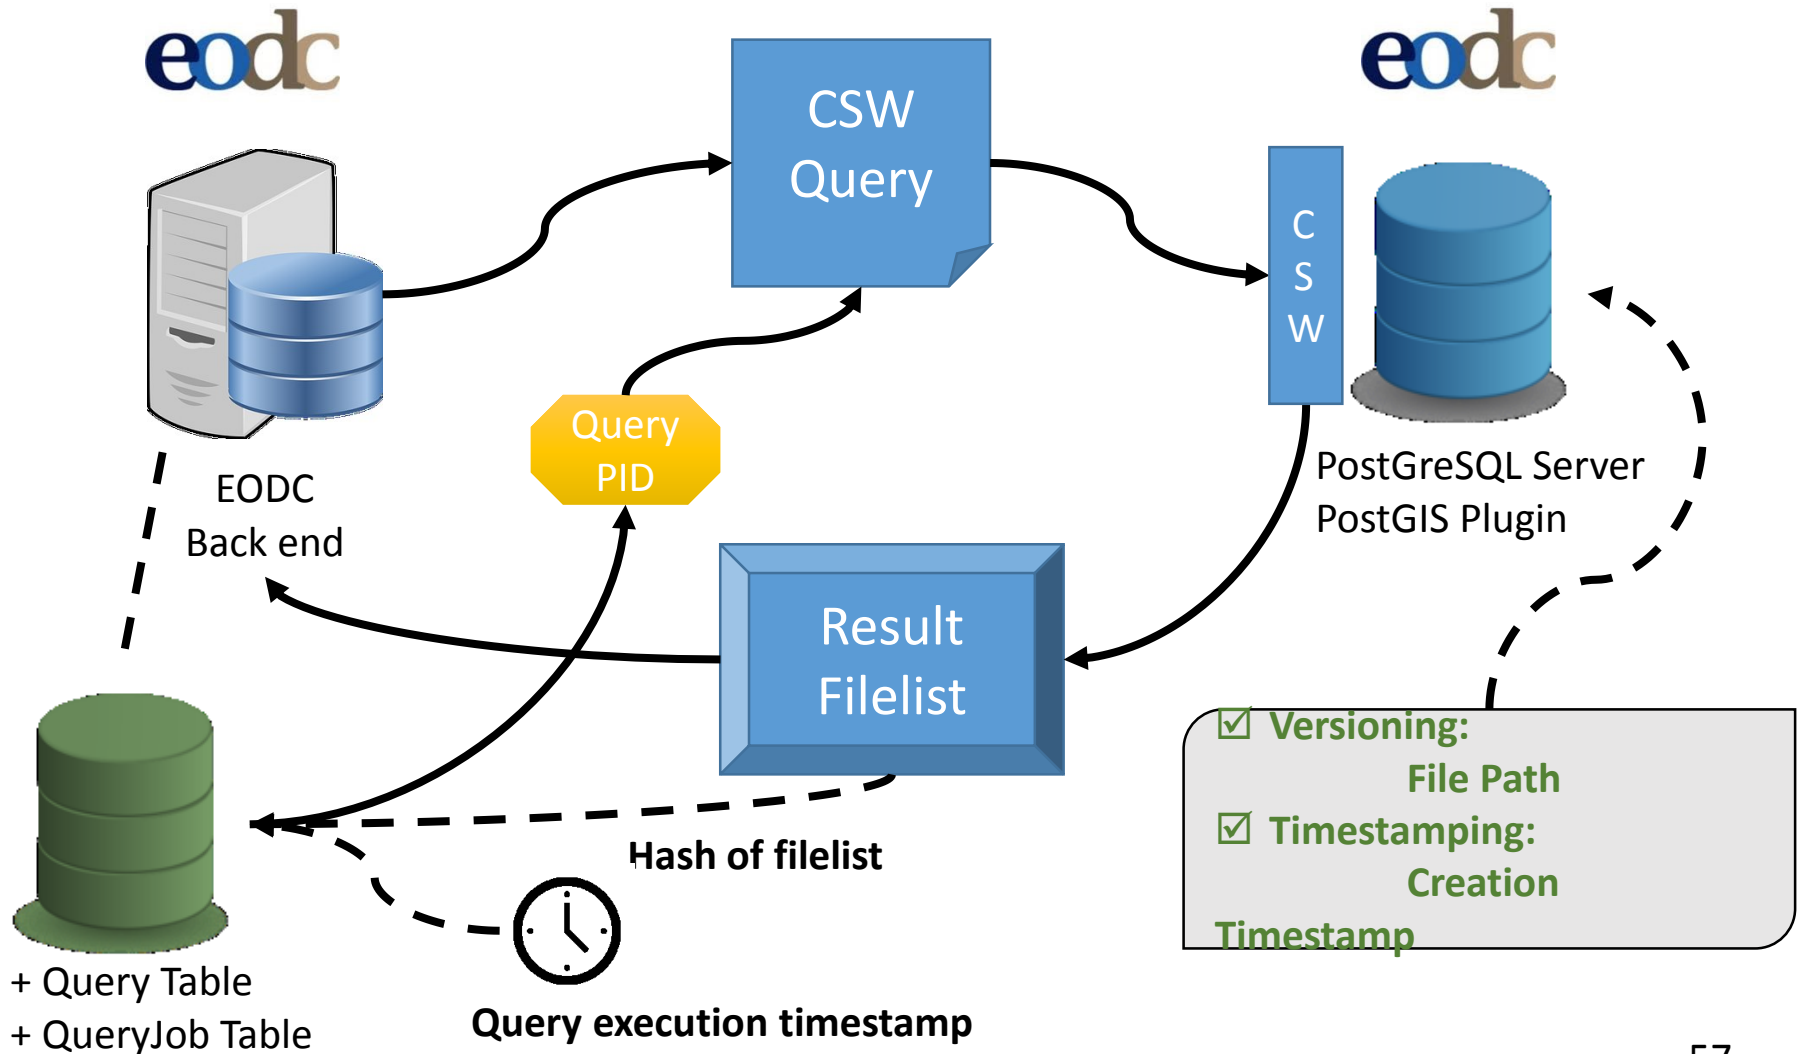 eodc
eodc
CSW
Query
C
S
W
Query
PID
EODC
Back end
PostGreSQL Server
PostGIS Plugin
Result
Filelist
☑ Versioning:
File Path
☑ Timestamping:
Creation
Timestamp
Hash of filelist
+ Query Table
+ QueryJob Table
Query execution timestamp
57